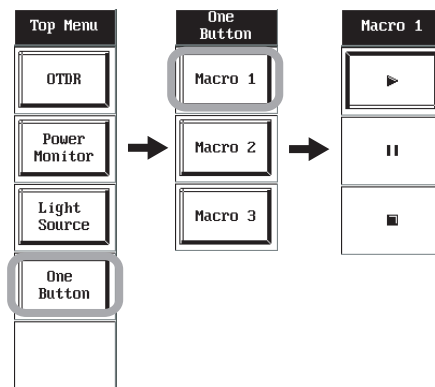 Top Menu
OTDR
Power
Monitor
Light
Source
One
Button
One
Button
Macro 1
Macro 2
Macro 3
Macro 1